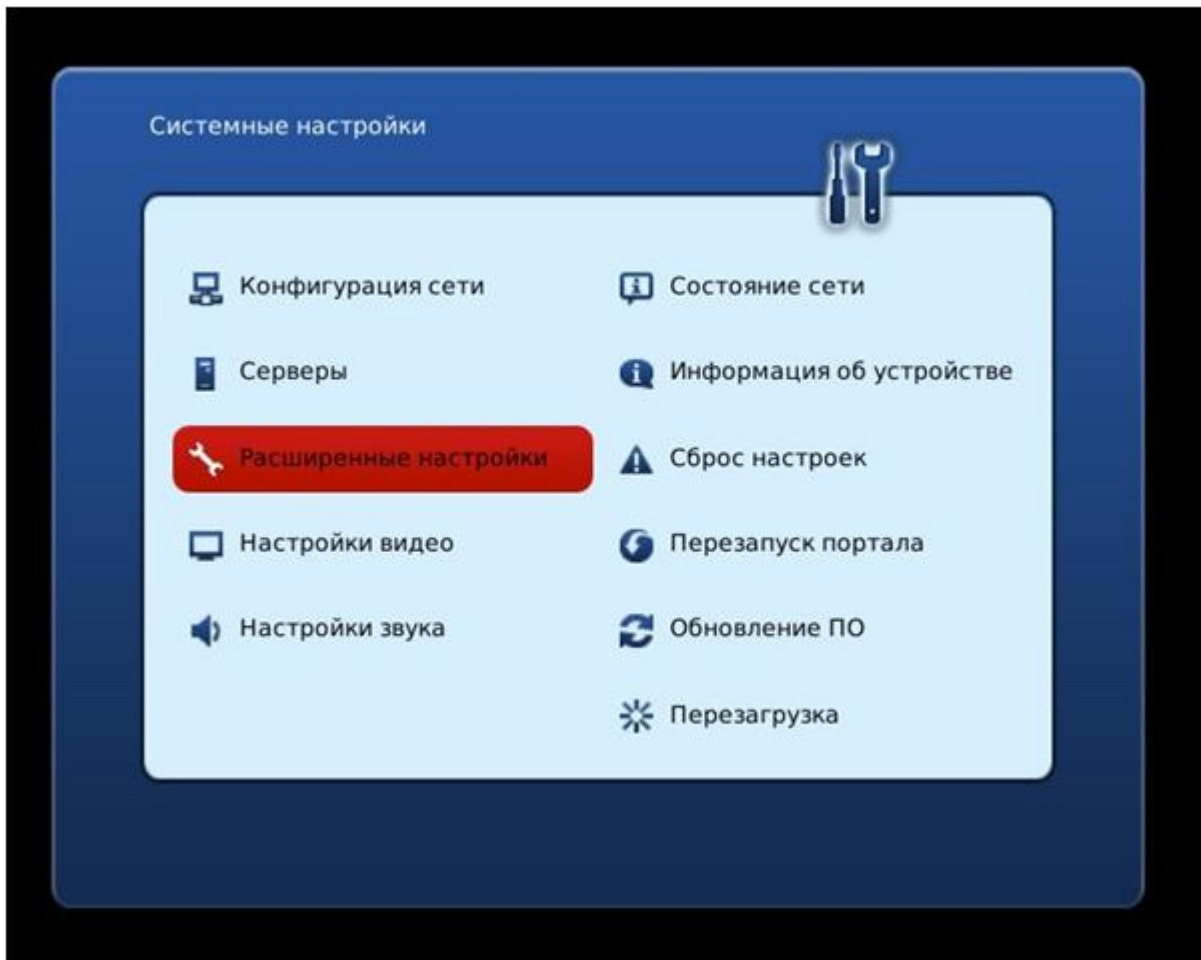 Системные настройки
Конфигурация сети
Состояние сети
Серверы
Информация об устройстве
Расширенные настройки
Сброс настроек
Настройки видео
Перезапуск портала
Настройки звука
Обновление ПО
Перезагрузка